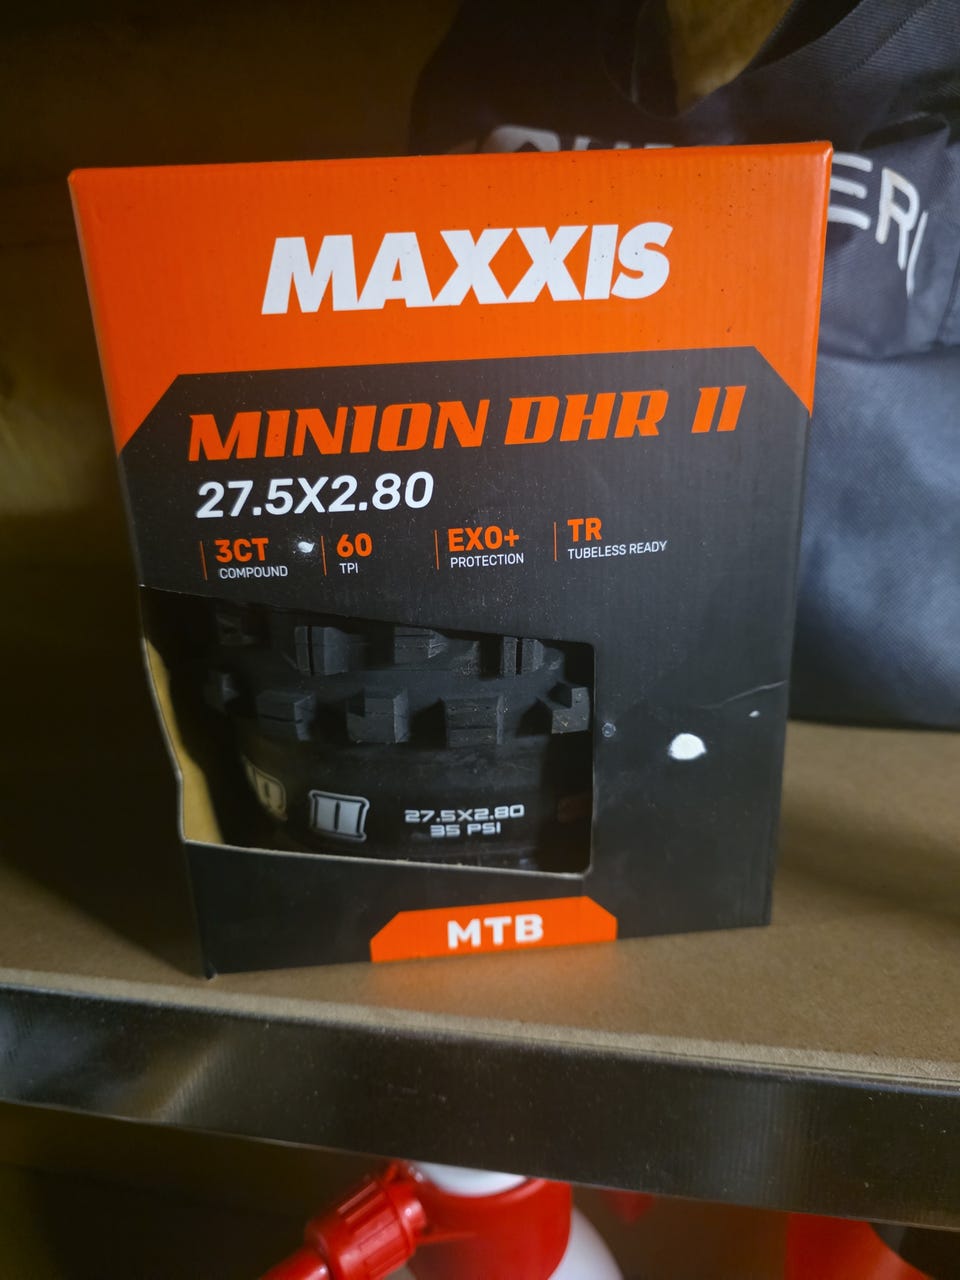 MAXXIS
MINION DHR II
27.5X2.80
3CT
COMPOUND
60
TPI
EXO+
PROTECTION
TR
TUBELESS READY
II
27.5X2.80
35 PSI
MTB